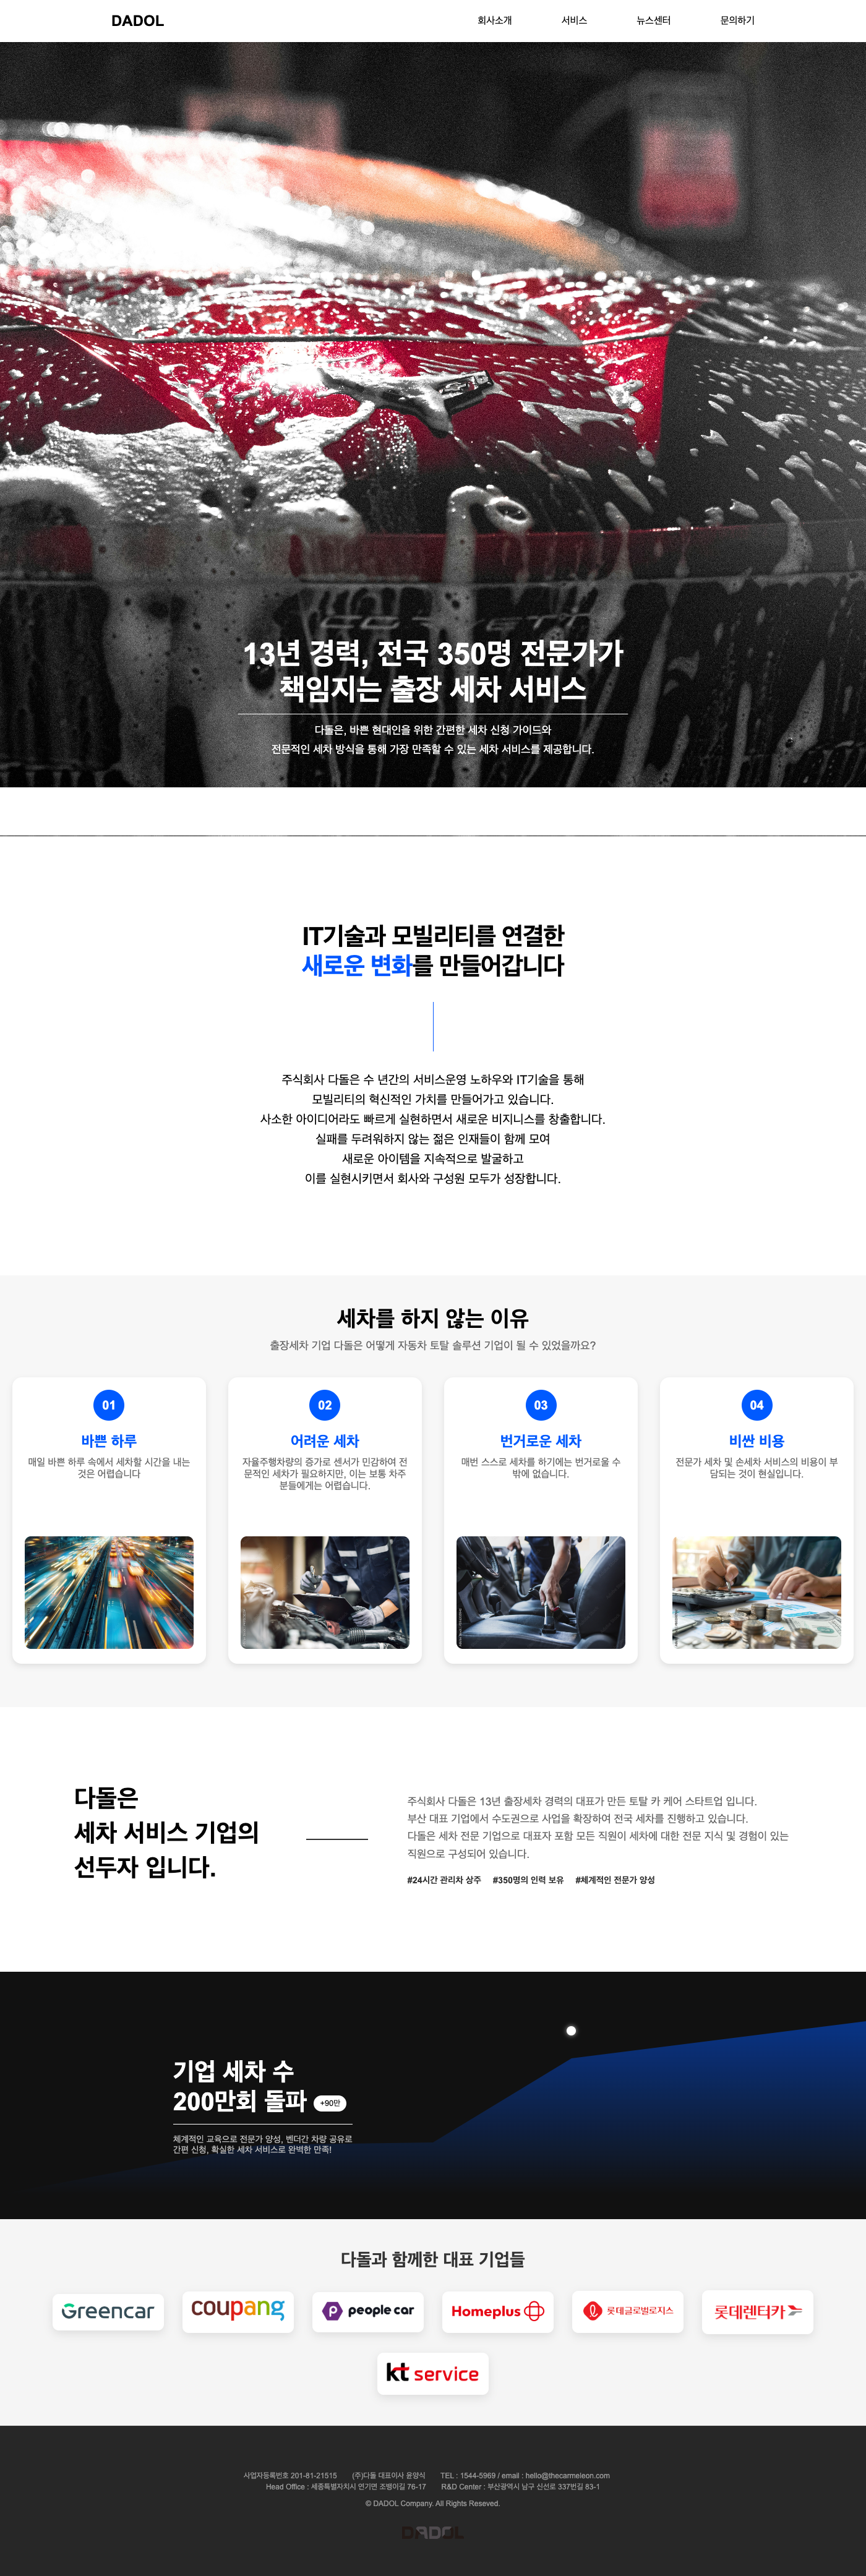 DADOL
회사소개
서비스
뉴스센터
문의하기
13년 경력, 전국 350명 전문가가
책임지는 출장 세차 서비스
다돌은, 바쁜 현대인을 위한 간편한 세차 신청 가이드와
전문적인 세차 방식을 통해 가장 만족할 수 있는 세차 서비스를 제공합니다.
IT기술과 모빌리티를 연결한
새로운 변화를 만들어갑니다
주식회사 다돌은 수 년간의 서비스운영 노하우와 IT기술을 통해
모빌리티의 혁신적인 가치를 만들어가고 있습니다.
사소한 아이디어라도 빠르게 실현하면서 새로운 비지니스를 창출합니다.
실패를 두려워하지 않는 젊은 인재들이 함께 모여
새로운 아이템을 지속적으로 발굴하고
이를 실현시키면서 회사와 구성원 모두가 성장합니다.
세차를 하지 않는 이유
출장세차 기업 다돌은 어떻게 자동차 토탈 솔루션 기업이 될 수 있었을까요?
01
바쁜 하루
매일 바쁜 하루 속에서 세차할 시간을 내는
것은 어렵습니다
02
어려운 세차
자율주행차량의 증가로 센서가 민감하여 전
문적인 세차가 필요하지만, 이는 보통 차주
분들에게는 어렵습니다.
03
번거로운 세차
매번 스스로 세차를 하기에는 번거로울 수
밖에 없습니다.
04
비싼 비용
전문가 세차 및 손세차 서비스의 비용이 부
담되는 것이 현실입니다.
다돌은
세차 서비스 기업의
선두자 입니다.
주식회사 다돌은 13년 출장세차 경력의 대표가 만든 토탈 카 케어 스타트업 입니다.
부산 대표 기업에서 수도권으로 사업을 확장하여 전국 세차를 진행하고 있습니다.
다돌은 세차 전문 기업으로 대표자 포함 모든 직원이 세차에 대한 전문 지식 및 경험이 있는
직원으로 구성되어 있습니다.
#24시간 관리차 상주 #350명의 인력 보유 #체계적인 전문가 양성
기업 세차 수
200만회 돌파 +90만
체계적인 교육으로 전문가 양성, 벤더간 차량 공유로
간편 신청, 확실한 세차 서비스로 완벽한 만족!
다돌과 함께한 대표 기업들
Greencar
coupang
people car
Homeplus
롯데글로벌로지스
롯데렌터카
kt service
사업자등록번호 201-81-21515 (주)다돌 대표이사 윤양식 TEL : 1544-5969 / email : hello@thecarmeleon.com
Head Office : 세종특별자치시 연기면 조뱅이길 76-17 R&D Center : 부산광역시 남구 신선로 337번길 83-1
© DADOL Company. All Rights Reseved.
DADOL